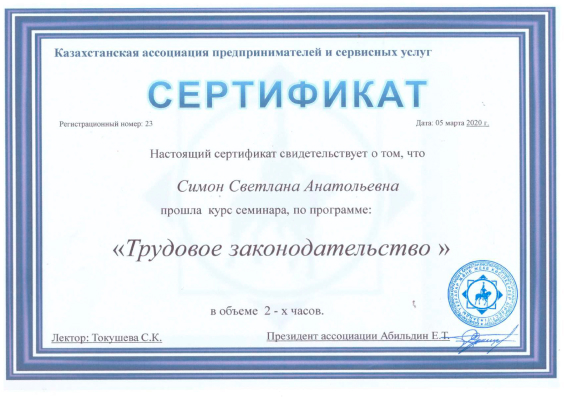 Казахстанская ассоциация предпринимателей и сервисных услуг
СЕРТИФИКАТ
Регистрационный номер: 23
Дата: 05 марта 2020 г.
Настоящий сертификат свидетельствует о том, что
Симон Светлана Анатольевна
прошла курс семинара, по программе:
«Трудовое законодательство »
в объеме 2 - х часов.
Лектор: Токушева С.К.
Президент ассоциации Абильдин Е.Т.